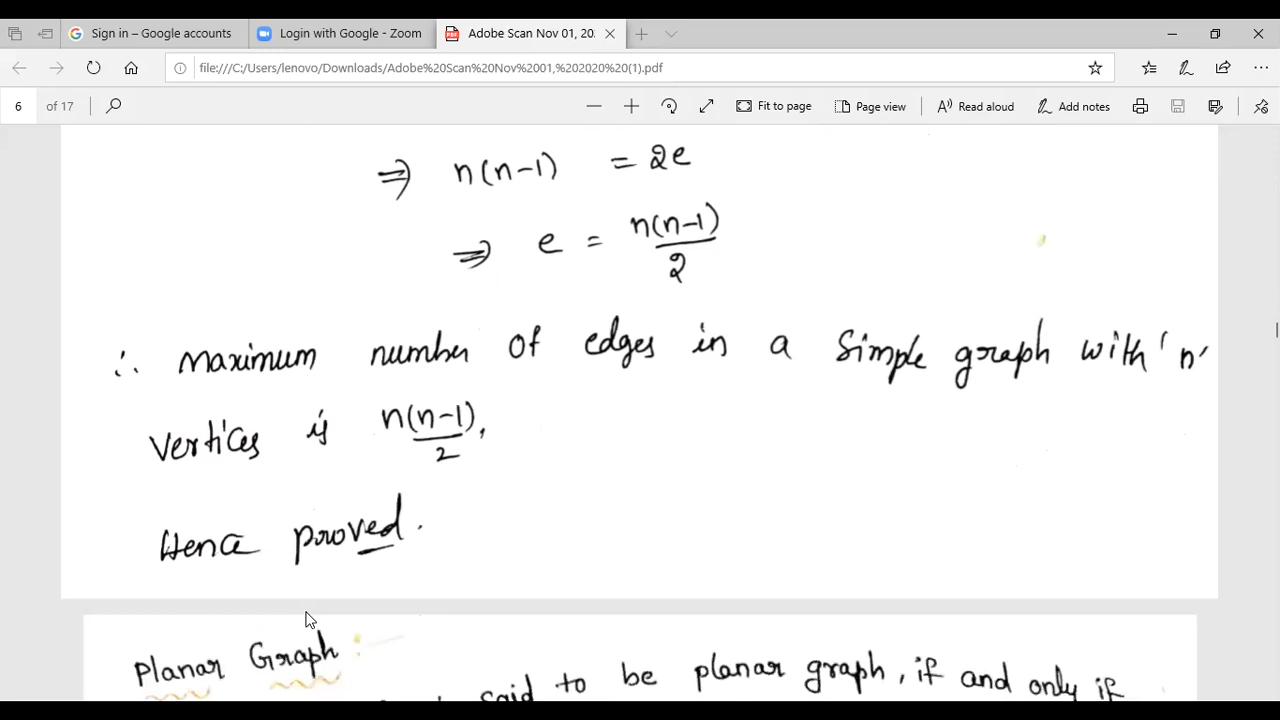 Sign in – Google accounts
Login with Google - Zoom
Adobe Scan Nov 01, 20
file:///C:/Users/lenovo/Downloads/Adobe%20Scan%20Nov%2001,%202020%20(1).pdf
6 of 17
Fit to page
Page view
Read aloud
Add notes
⇒ n(n-1) = 2e
⇒ e = n(n-1)/2
∴ Maximum number of edges in a simple graph with 'n'
vertices is n(n-1)/2,
Hence proved.
Planar Graph :
said to be planar graph, if and only if